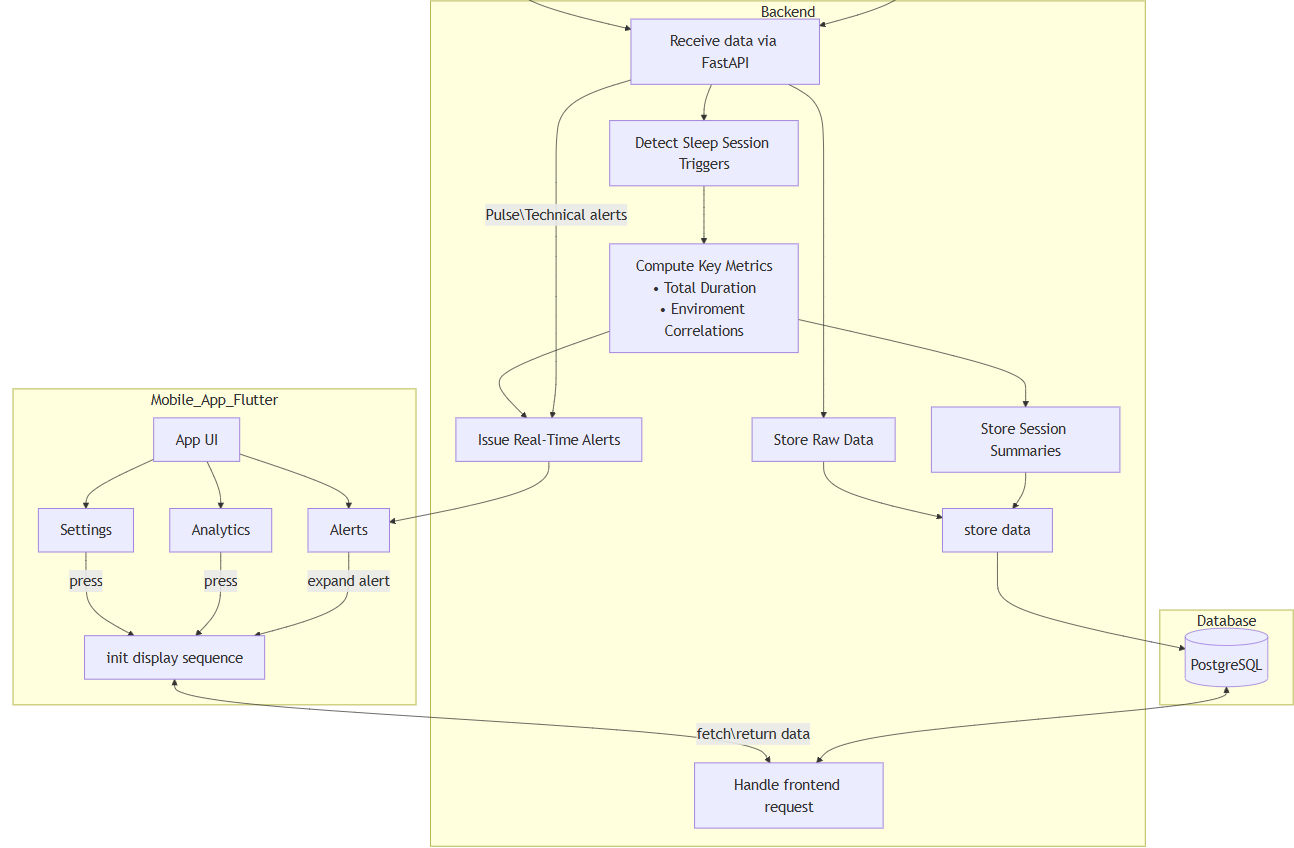 Backend
Receive data via
FastAPI
Detect Sleep Session
Triggers
Pulse\Technical alerts
Compute Key Metrics
• Total Duration
• Enviroment
Correlations
Mobile_App_Flutter
App UI
Issue Real-Time Alerts
Store Raw Data
Store Session
Summaries
Settings
Analytics
Alerts
store data
press
press
expand alert
Database
init display sequence
PostgreSQL
fetch\return data
Handle frontend
request